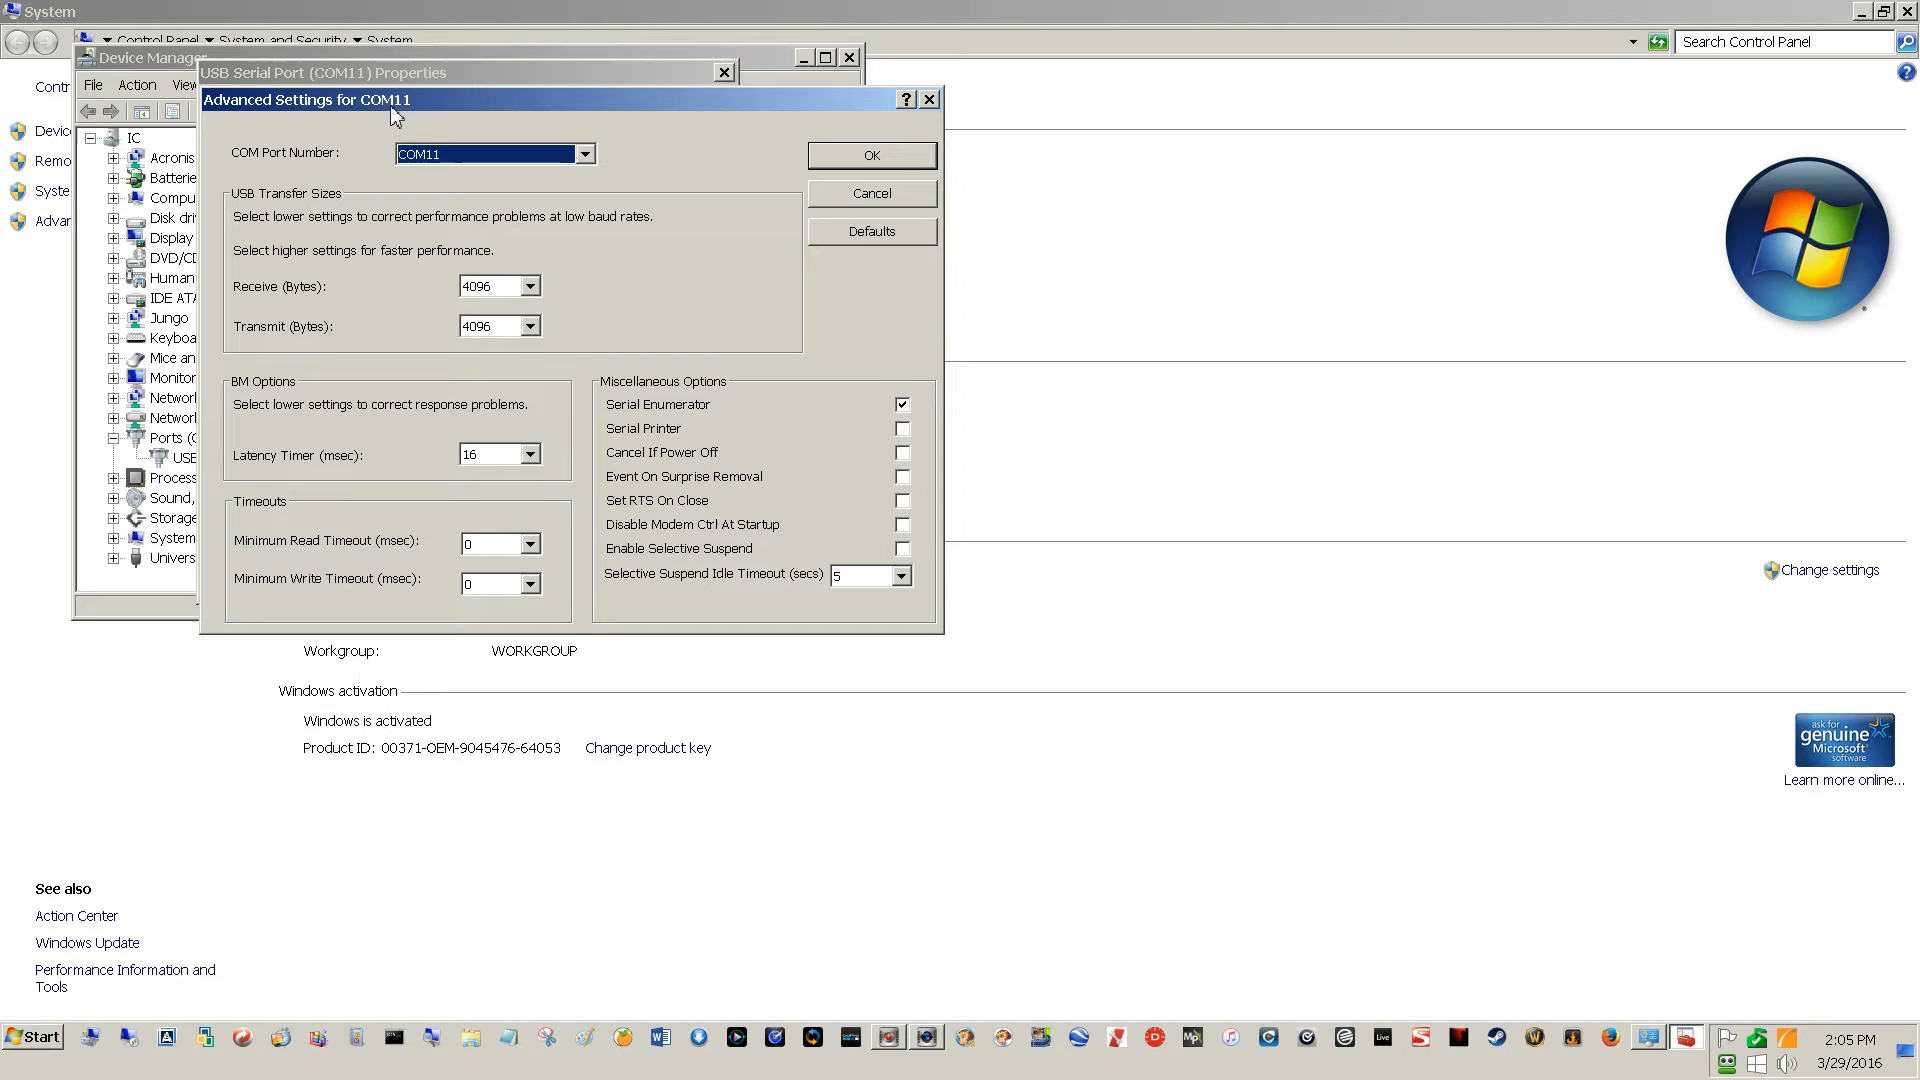 System
Control Panel ▾ System and Security ▾ System
Search Control Panel
Device Manager
USB Serial Port (COM11) Properties
File Action View
Advanced Settings for COM11
COM Port Number: COM11
OK
Cancel
Defaults
USB Transfer Sizes
Select lower settings to correct performance problems at low baud rates.
Select higher settings for faster performance.
Receive (Bytes): 4096
Transmit (Bytes): 4096
BM Options
Select lower settings to correct response problems.
Latency Timer (msec): 16
Timeouts
Minimum Read Timeout (msec): 0
Minimum Write Timeout (msec): 0
Miscellaneous Options
Serial Enumerator
Serial Printer
Cancel If Power Off
Event On Surprise Removal
Set RTS On Close
Disable Modem Ctrl At Startup
Enable Selective Suspend
Selective Suspend Idle Timeout (secs) 5
Contr
Devic
Remo
Syste
Advar
IC
Acronis
Batterie
Compu
Disk dri
Display
DVD/CD
Human
IDE ATA
Jungo
Keyboa
Mice an
Monitor
Networ
Networ
Ports (C
USB
Process
Sound,
Storage
System
Univers
Change settings
Workgroup: WORKGROUP
Windows activation
Windows is activated
Product ID: 00371-OEM-9045476-64053 Change product key
ask for
genuine
Microsoft
software
Learn more online...
See also
Action Center
Windows Update
Performance Information and
Tools
Start
Live
2:05 PM
3/29/2016